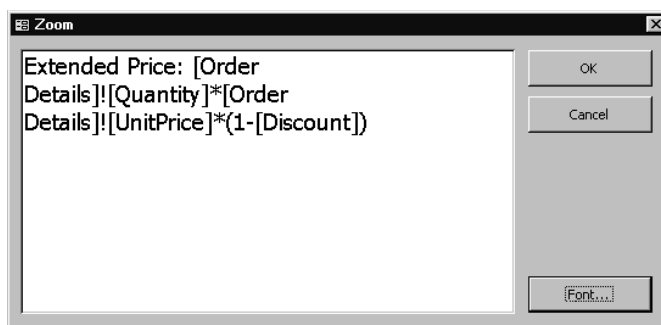 Zoom
Extended Price: [Order
Details]![Quantity]*[Order
Details]![UnitPrice]*(1-[Discount])
OK
Cancel
Font...